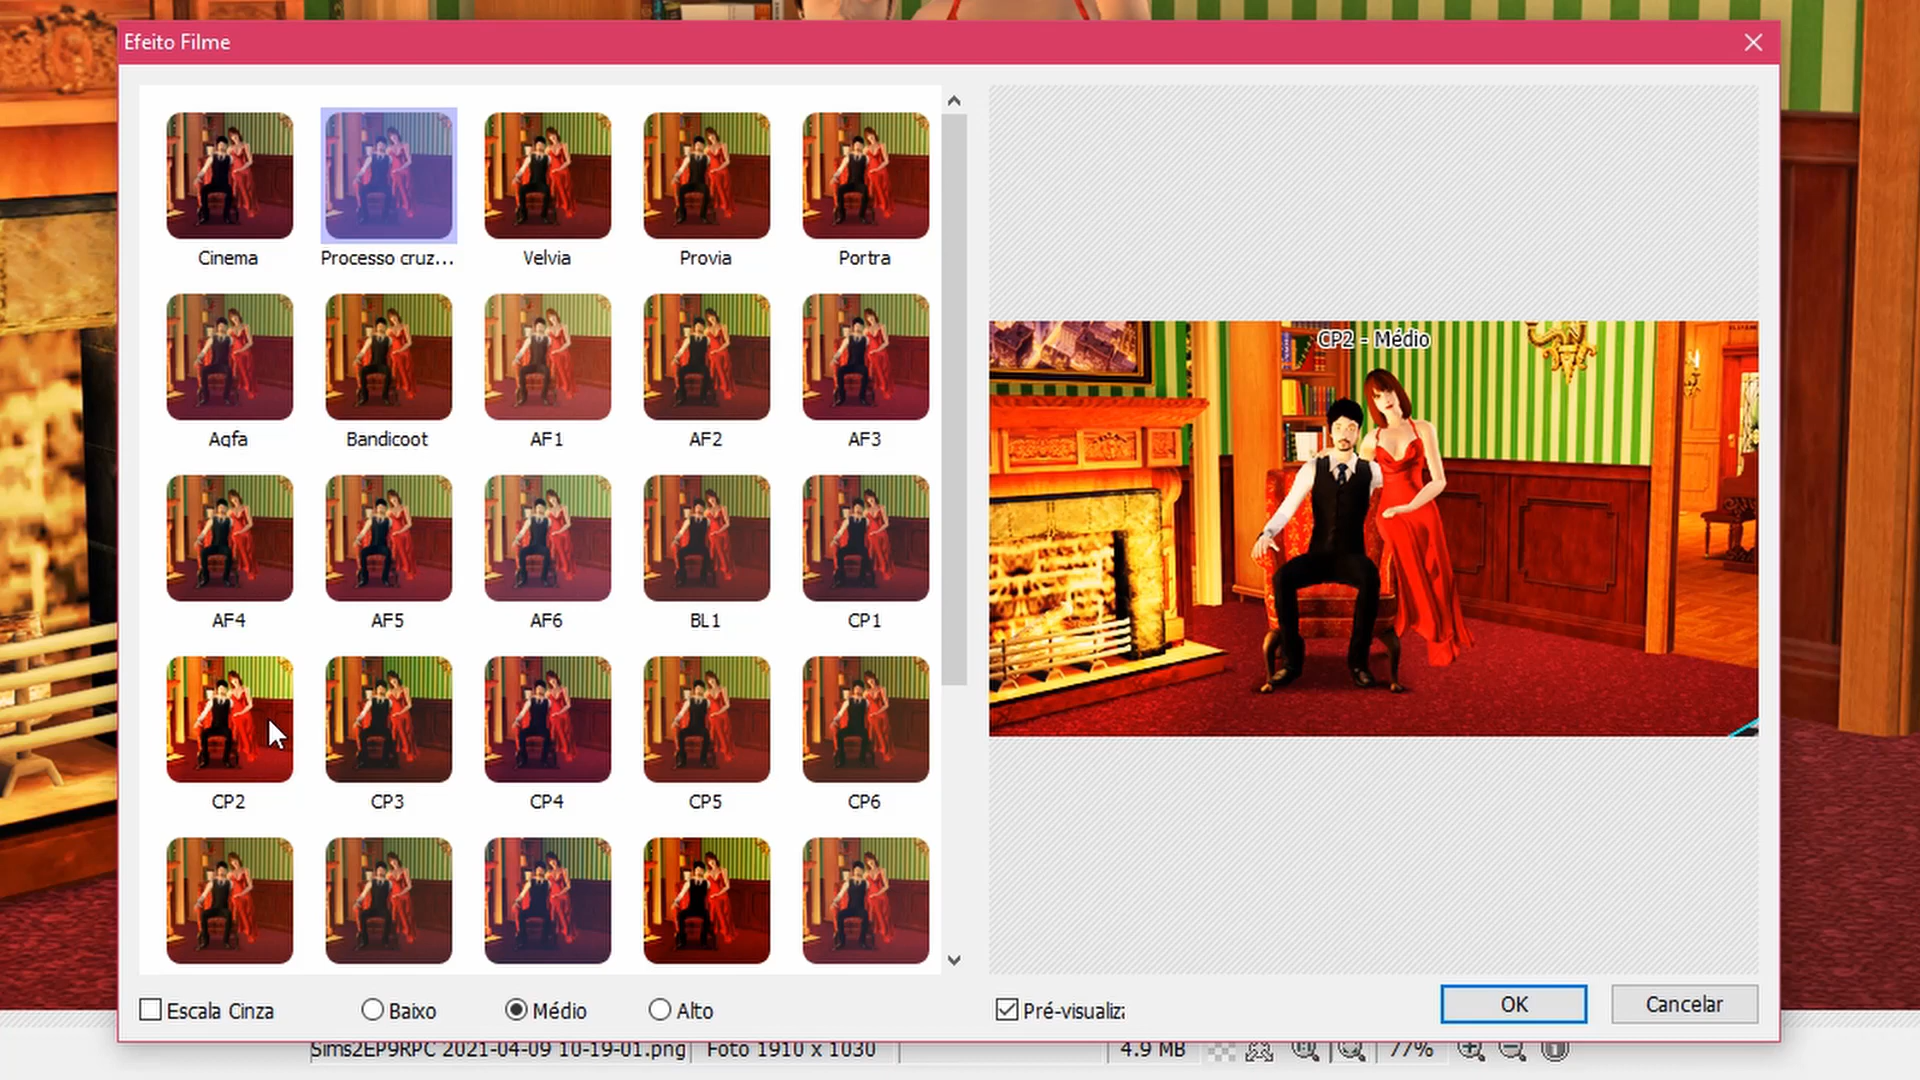 Efeito Filme
Cinema
Processo cruz...
Velvia
Provia
Portra
Agfa
Bandicoot
AF1
AF2
AF3
AF4
AF5
AF6
BL1
CP1
CP2
CP3
CP4
CP5
CP6
CP2 - Médio
Escala Cinza
Baixo
Médio
Alto
Pré-visualiz
OK
Cancelar
Sims2EP9RPC 2021-04-09 10-19-01.png
Foto 1910 x 1030
4.9 MB
77%